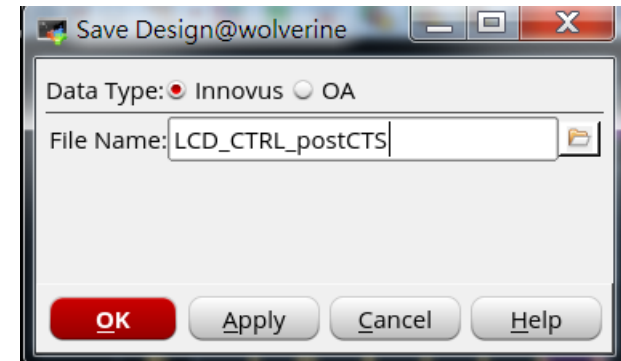 Save Design@wolverine
Data Type: Innovus OA
File Name: LCD_CTRL_postCTS
OK Apply Cancel Help